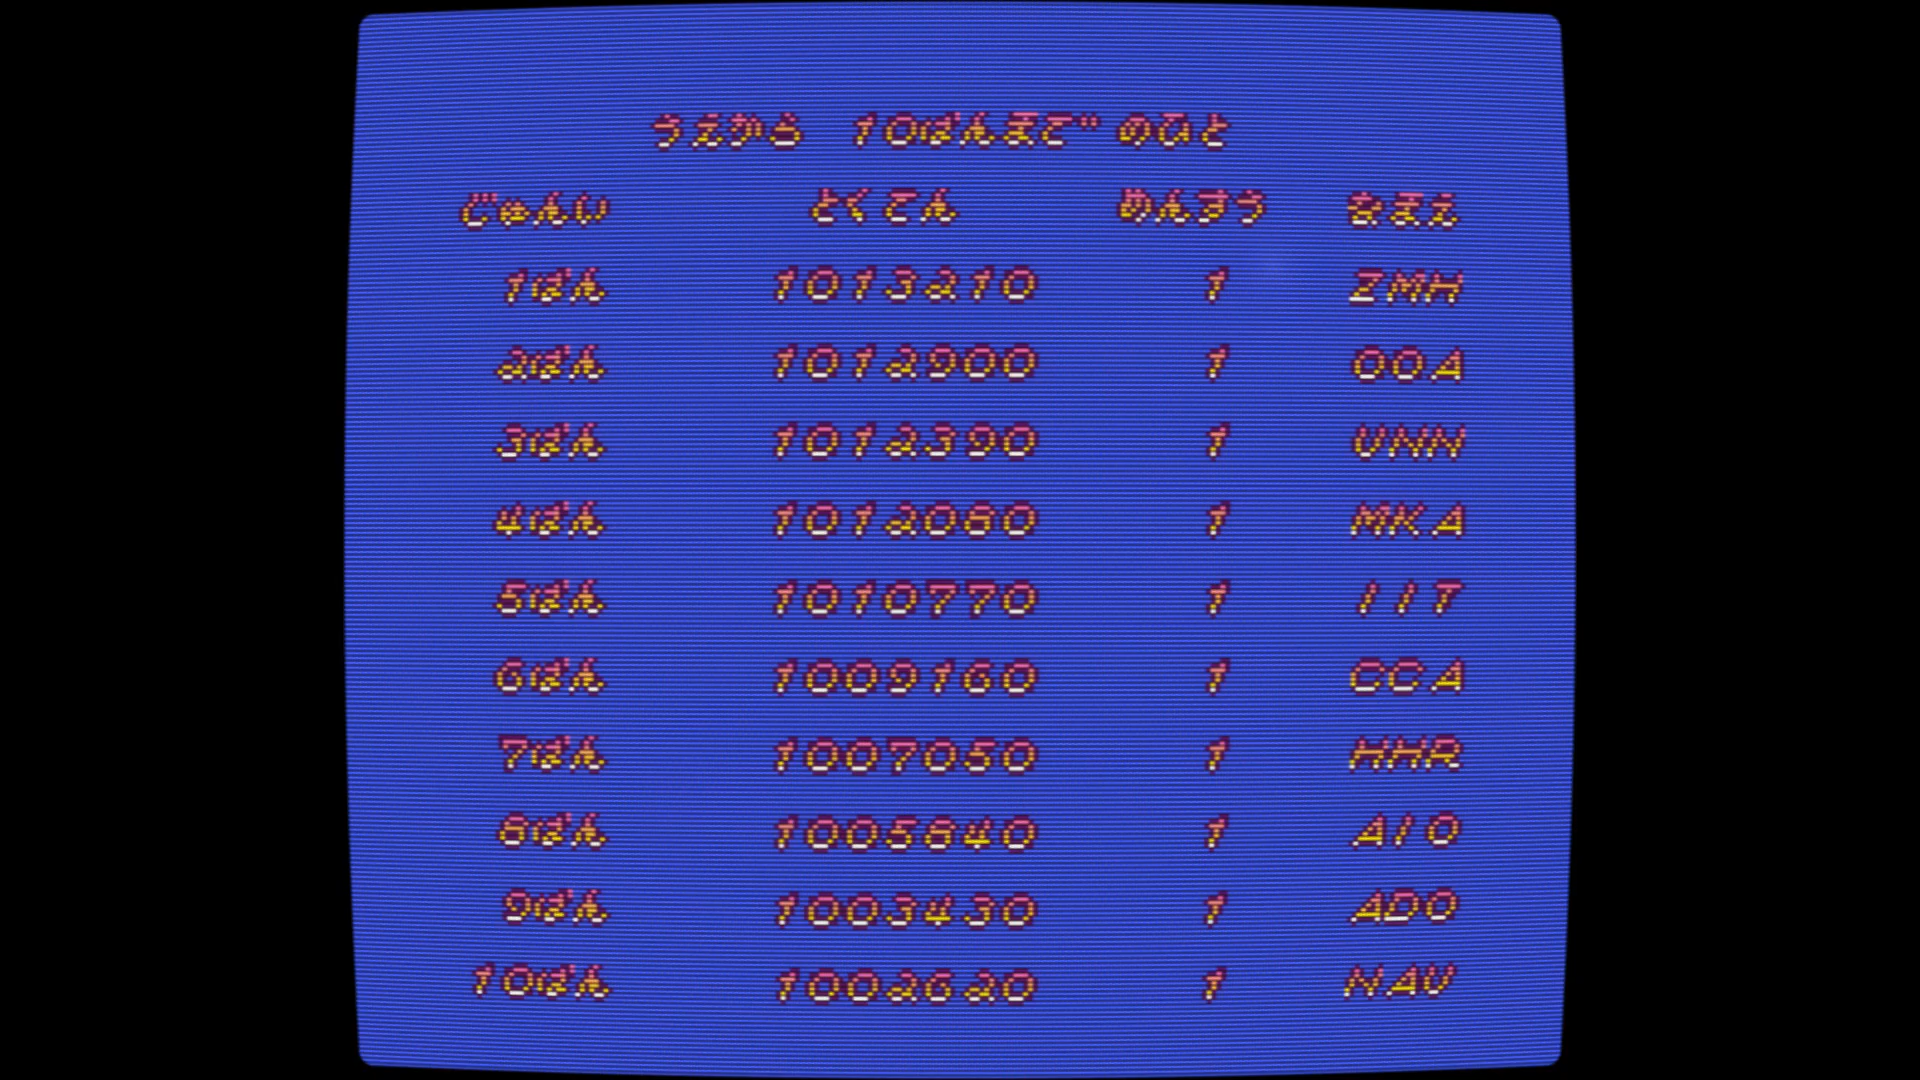 うえから 10ばんまで のひと
じゅんい とくてん めんすう なまえ
1ばん 1013210 1 ZMH
2ばん 1012900 1 OOA
3ばん 1012390 1 UNN
4ばん 1012080 1 MKA
5ばん 1010770 1 IIT
6ばん 1009160 1 CCA
7ばん 1007050 1 HHR
8ばん 1005840 1 AIO
9ばん 1003430 1 ADO
10ばん 1002620 1 NAU